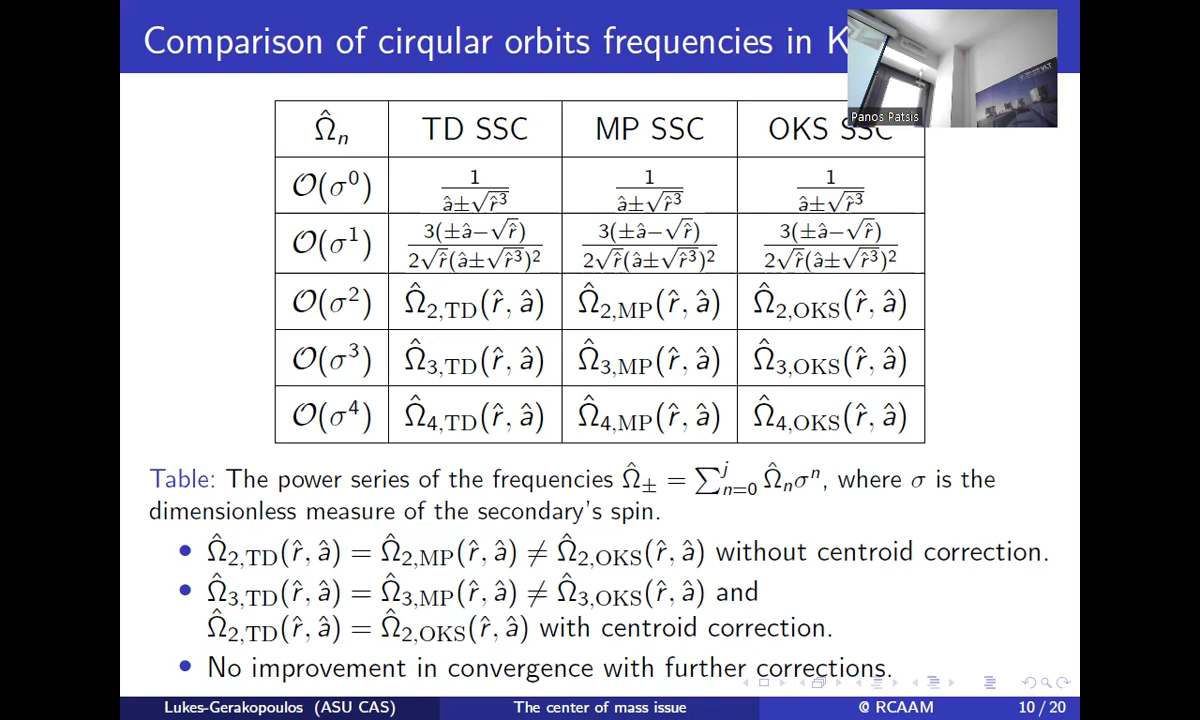 Comparison of cirqular orbits frequencies in K
Panos Patsis
Ω̂ₙ TD SSC MP SSC OKS SSC
𝒪(σ⁰) 1/(â±√r̂³) 1/(â±√r̂³) 1/(â±√r̂³)
𝒪(σ¹) 3(±â−√r̂)/(2√r̂(â±√r̂³)²) 3(±â−√r̂)/(2√r̂(â±√r̂³)²) 3(±â−√r̂)/(2√r̂(â±√r̂³)²)
𝒪(σ²) Ω̂₂,TD(r̂, â) Ω̂₂,MP(r̂, â) Ω̂₂,OKS(r̂, â)
𝒪(σ³) Ω̂₃,TD(r̂, â) Ω̂₃,MP(r̂, â) Ω̂₃,OKS(r̂, â)
𝒪(σ⁴) Ω̂₄,TD(r̂, â) Ω̂₄,MP(r̂, â) Ω̂₄,OKS(r̂, â)
Table: The power series of the frequencies Ω̂± = ∑ⁿ₌₀ʲ Ω̂ₙσⁿ, where σ is the
dimensionless measure of the secondary's spin.
• Ω̂₂,TD(r̂, â) = Ω̂₂,MP(r̂, â) ≠ Ω̂₂,OKS(r̂, â) without centroid correction.
• Ω̂₃,TD(r̂, â) = Ω̂₃,MP(r̂, â) ≠ Ω̂₃,OKS(r̂, â) and
Ω̂₂,TD(r̂, â) = Ω̂₂,OKS(r̂, â) with centroid correction.
• No improvement in convergence with further corrections.
Lukes-Gerakopoulos (ASU CAS) The center of mass issue @ RCAAM 10 / 20